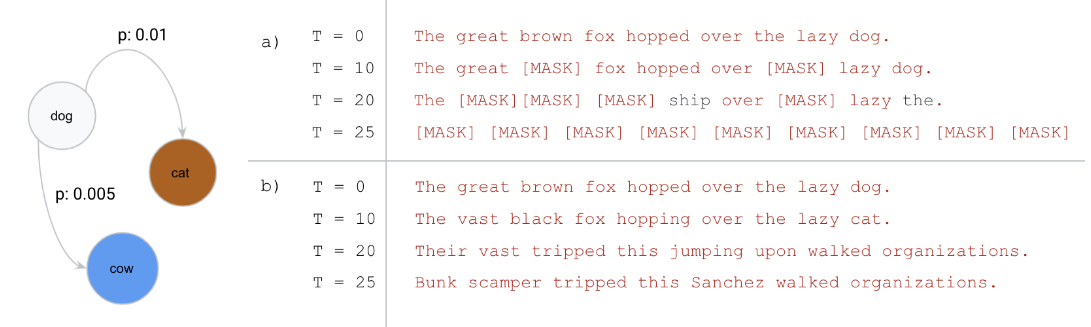 p: 0.01
dog
cat
p: 0.005
cow
a) T = 0 The great brown fox hopped over the lazy dog.
T = 10 The great [MASK] fox hopped over [MASK] lazy dog.
T = 20 The [MASK][MASK] [MASK] ship over [MASK] lazy the.
T = 25 [MASK] [MASK] [MASK] [MASK] [MASK] [MASK] [MASK] [MASK] [MASK]
b) T = 0 The great brown fox hopped over the lazy dog.
T = 10 The vast black fox hopping over the lazy cat.
T = 20 Their vast tripped this jumping upon walked organizations.
T = 25 Bunk scamper tripped this Sanchez walked organizations.